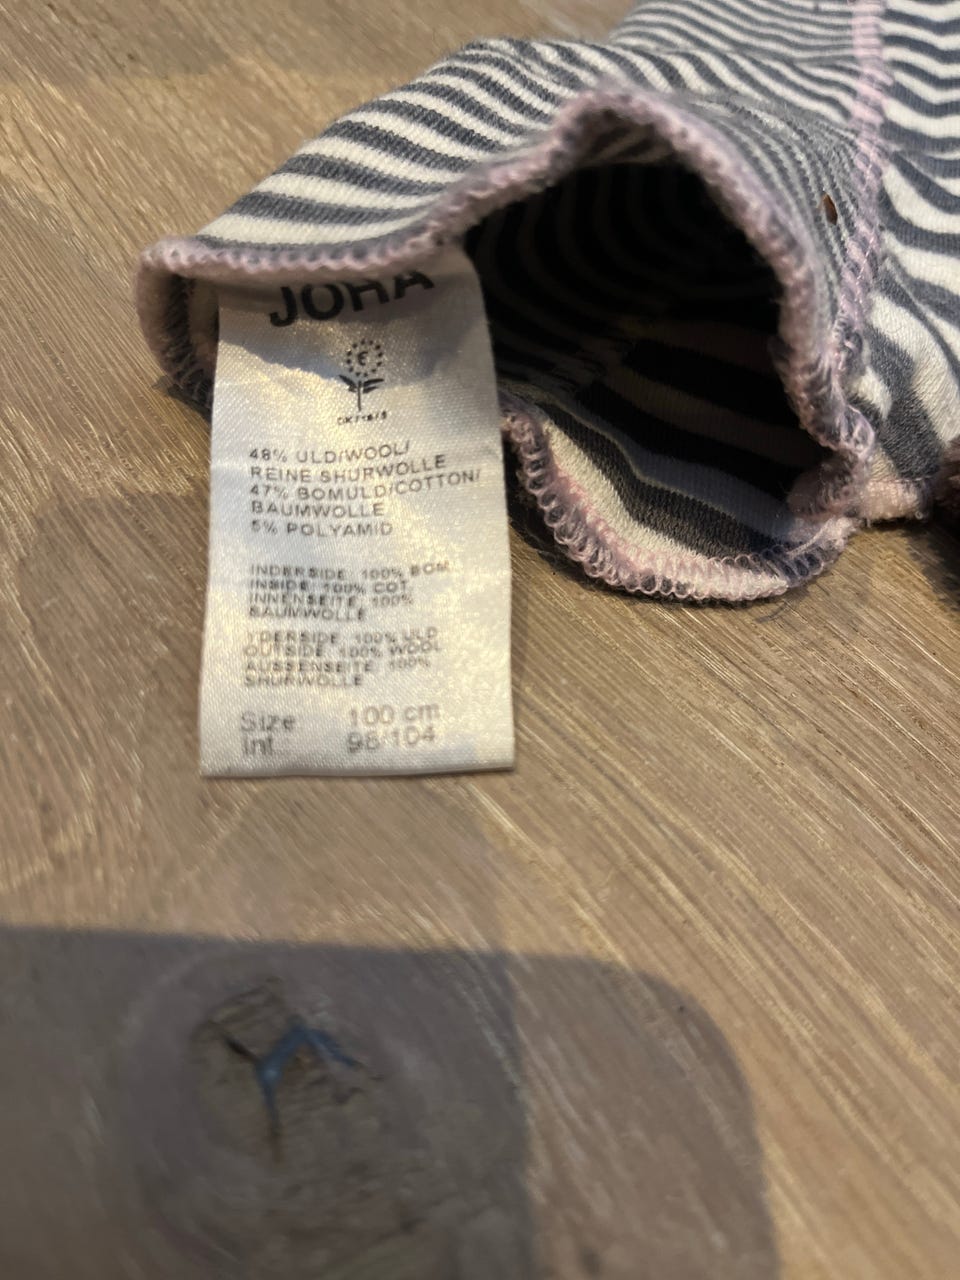 JOHA
48% ULD/WOOL/
REINE SHURWOLLE
47% BOMULD/COTTON/
BAUMWOLLE
5% POLYAMID
INDERSIDE 100% BOM
INSIDE 100% COT
INNENSEITE 100%
BAUMWOLLE
YDERSIDE 100% ULD
OUTSIDE 100% WOOL
AUSSENSEITE 100%
SHURWOLLE
Size 100 cm
Int. 98/104